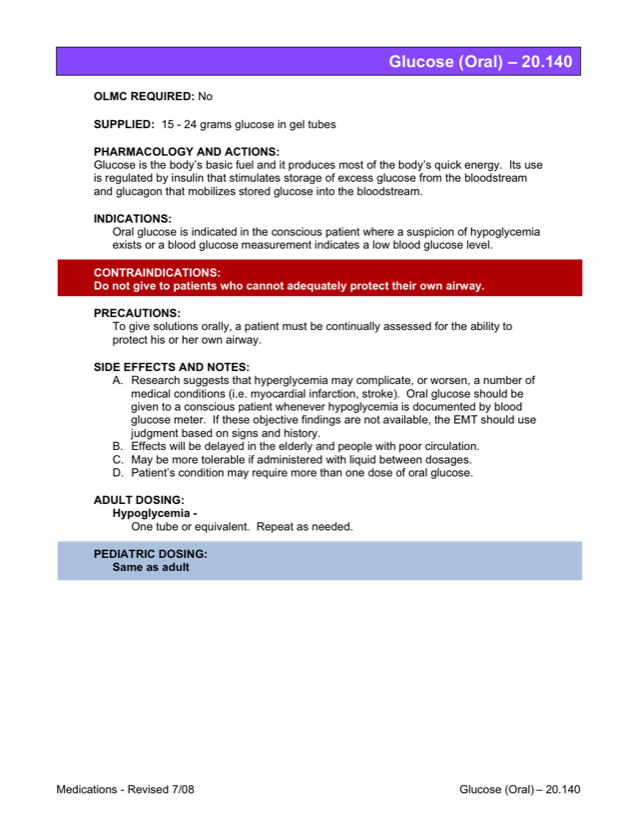 Glucose (Oral) – 20.140
OLMC REQUIRED: No
SUPPLIED: 15 - 24 grams glucose in gel tubes
PHARMACOLOGY AND ACTIONS:
Glucose is the body's basic fuel and it produces most of the body's quick energy. Its use
is regulated by insulin that stimulates storage of excess glucose from the bloodstream
and glucagon that mobilizes stored glucose into the bloodstream.
INDICATIONS:
Oral glucose is indicated in the conscious patient where a suspicion of hypoglycemia
exists or a blood glucose measurement indicates a low blood glucose level.
CONTRAINDICATIONS:
Do not give to patients who cannot adequately protect their own airway.
PRECAUTIONS:
To give solutions orally, a patient must be continually assessed for the ability to
protect his or her own airway.
SIDE EFFECTS AND NOTES:
A. Research suggests that hyperglycemia may complicate, or worsen, a number of
medical conditions (i.e. myocardial infarction, stroke). Oral glucose should be
given to a conscious patient whenever hypoglycemia is documented by blood
glucose meter. If these objective findings are not available, the EMT should use
judgment based on signs and history.
B. Effects will be delayed in the elderly and people with poor circulation.
C. May be more tolerable if administered with liquid between dosages.
D. Patient's condition may require more than one dose of oral glucose.
ADULT DOSING:
Hypoglycemia -
One tube or equivalent. Repeat as needed.
PEDIATRIC DOSING:
Same as adult
Medications - Revised 7/08
Glucose (Oral) – 20.140